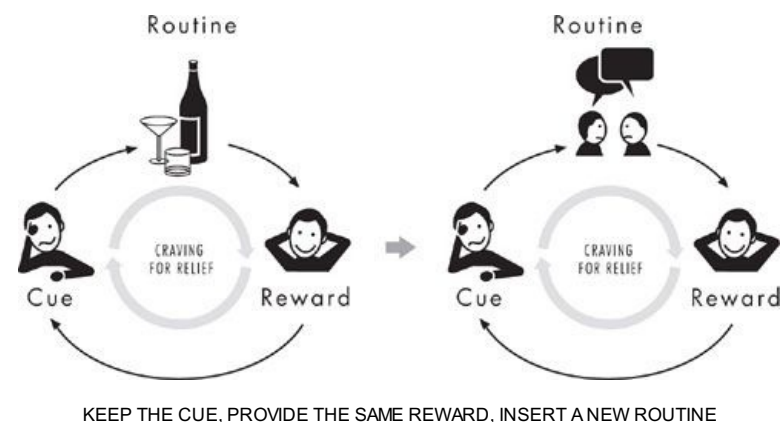 Routine
Routine
CRAVING
FOR RELIEF
Cue
Reward
CRAVING
FOR RELIEF
Cue
Reward
KEEP THE CUE, PROVIDE THE SAME REWARD, INSERT A NEW ROUTINE